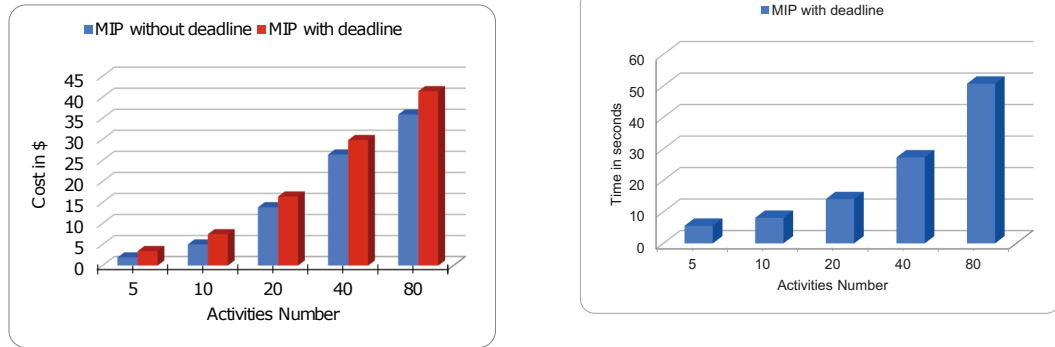 MIP without deadline MIP with deadline
45
40
35
30
25
20
15
10
5
0
Cost in $
5 10 20 40 80
Activities Number
MIP with deadline
60
50
40
30
20
10
0
Time in seconds
5 10 20 40 80
Activities Number